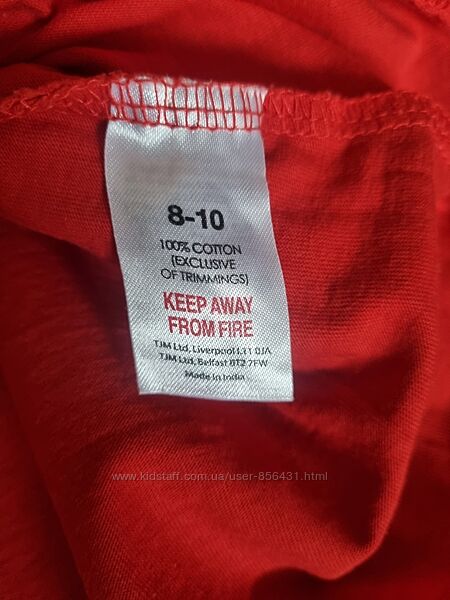 8-10
100% COTTON
(EXCLUSIVE
OF TRIMMINGS)
KEEP AWAY
FROM FIRE
TJM Ltd, Liverpool L11 0JA
TJM Ltd, Belfast BT2 7FW
Made in India
www.kidstaff.com.ua/user-856431.html